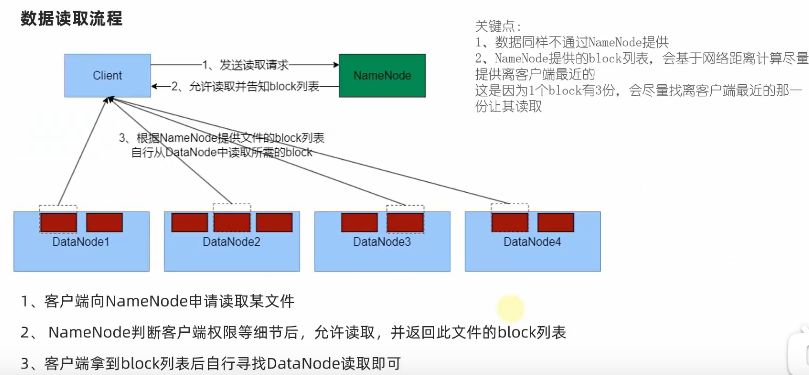 数据读取流程
关键点：
1、数据同样不通过NameNode提供
2、NameNode提供的block列表，会基于网络距离计算尽量
提供离客户端最近的
这是因为1个block有3份，会尽量找离客户端最近的那一
份让其读取
Client
1、发送读取请求
2、允许读取并告知block列表
NameNode
3、根据NameNode提供文件的block列表
自行从DataNode中读取所需的block
DataNode1
DataNode2
DataNode3
DataNode4
1、客户端向NameNode申请读取某文件
2、 NameNode判断客户端权限等细节后，允许读取，并返回此文件的block列表
3、客户端拿到block列表后自行寻找DataNode读取即可